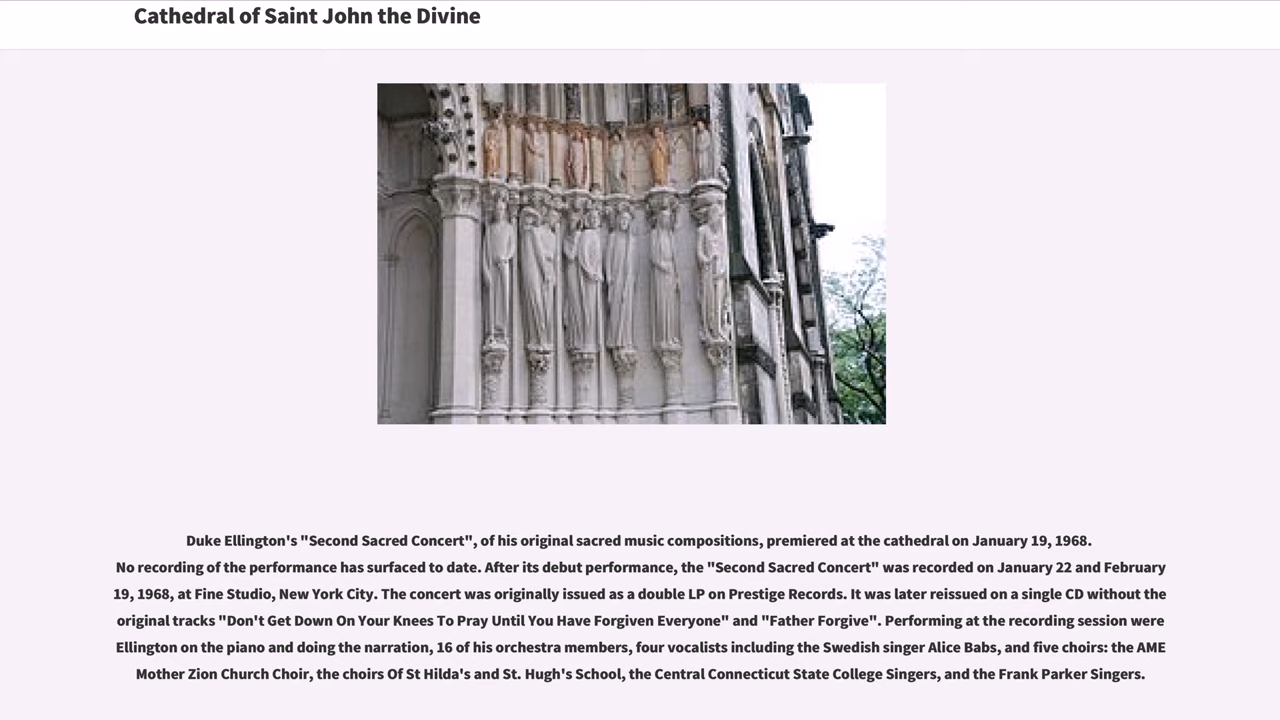 Cathedral of Saint John the Divine
Duke Ellington's "Second Sacred Concert", of his original sacred music compositions, premiered at the cathedral on January 19, 1968.
No recording of the performance has surfaced to date. After its debut performance, the "Second Sacred Concert" was recorded on January 22 and February
19, 1968, at Fine Studio, New York City. The concert was originally issued as a double LP on Prestige Records. It was later reissued on a single CD without the
original tracks "Don't Get Down On Your Knees To Pray Until You Have Forgiven Everyone" and "Father Forgive". Performing at the recording session were
Ellington on the piano and doing the narration, 16 of his orchestra members, four vocalists including the Swedish singer Alice Babs, and five choirs: the AME
Mother Zion Church Choir, the choirs Of St Hilda's and St. Hugh's School, the Central Connecticut State College Singers, and the Frank Parker Singers.